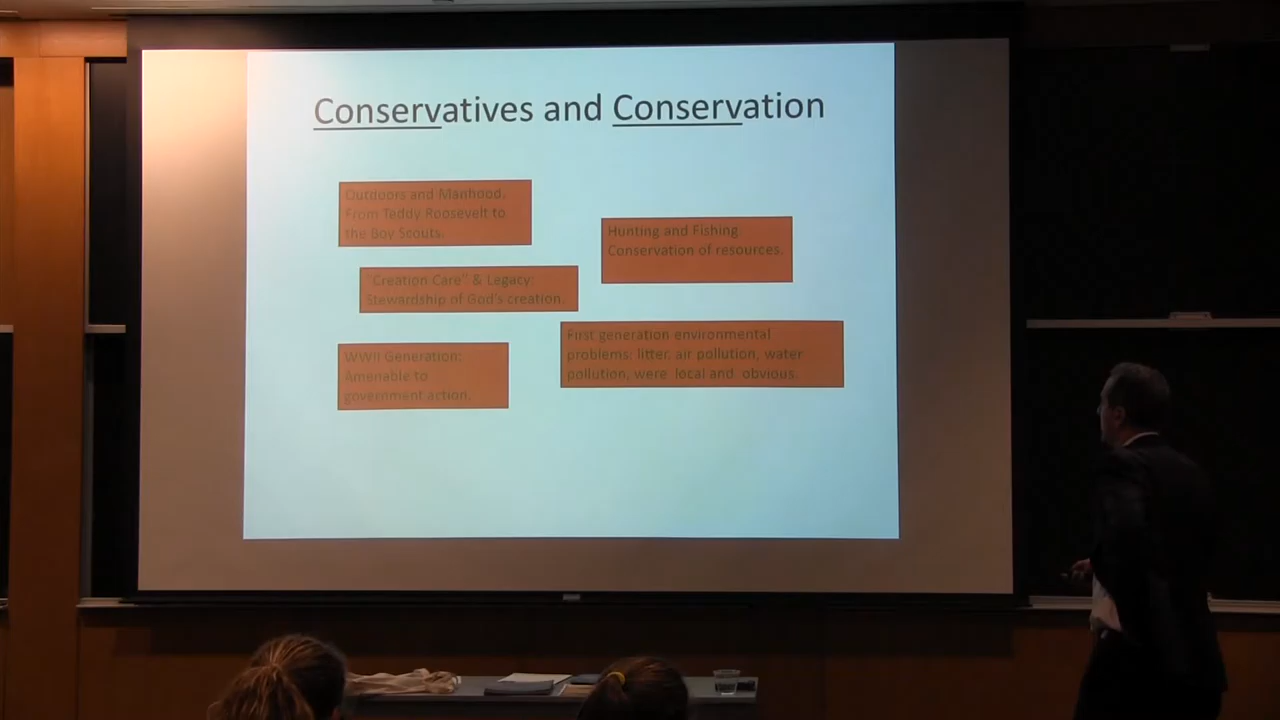 Conservatives and Conservation
Outdoors and Manhood.
From Teddy Roosevelt to
the Boy Scouts.
Hunting and Fishing
Conservation of resources.
"Creation Care" & Legacy:
Stewardship of God's creation.
First generation environmental
problems: litter, air pollution, water
pollution, were local and obvious.
WWII Generation:
Amenable to
government action.